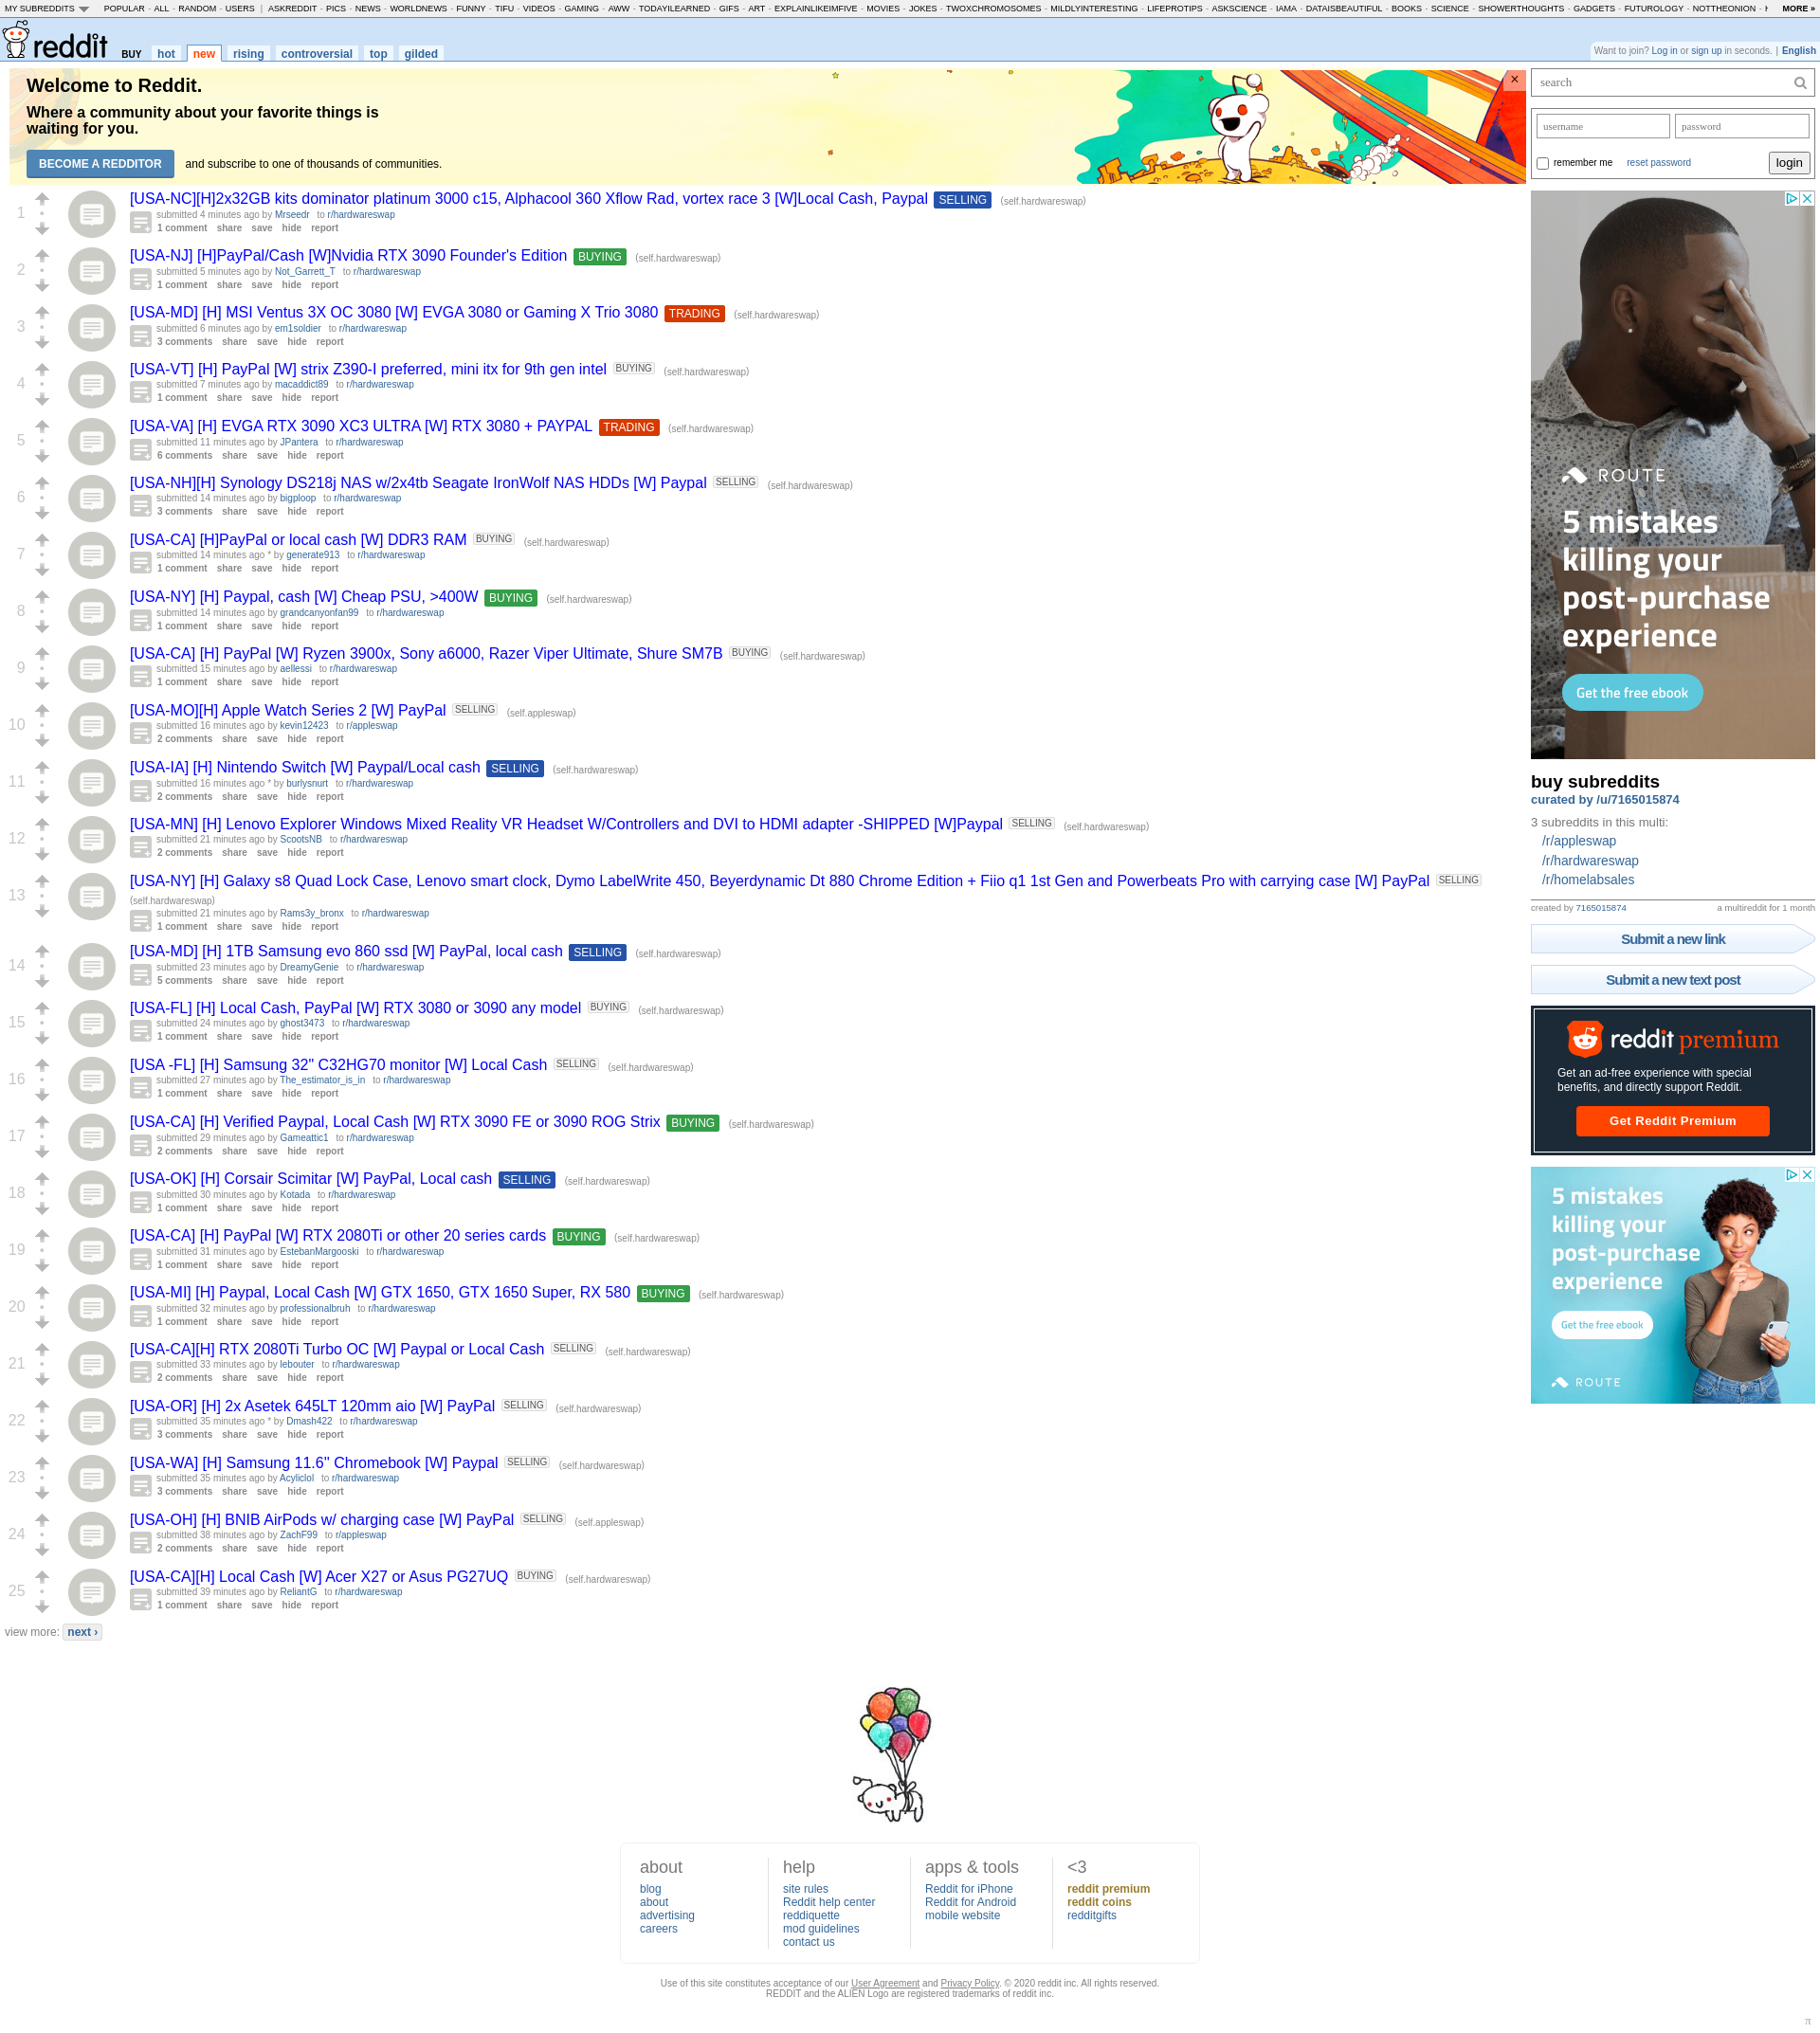 MY SUBREDDITS POPULAR - ALL - RANDOM - USERS | ASKREDDIT - PICS - NEWS - WORLDNEWS - FUNNY - TIFU - VIDEOS - GAMING - AWW - TODAYILEARNED - GIFS - ART - EXPLAINLIKEIMFIVE - MOVIES - JOKES - TWOXCHROMOSOMES - MILDLYINTERESTING - LIFEPROTIPS - ASKSCIENCE - IAMA - DATAISBEAUTIFUL - BOOKS - SCIENCE - SHOWERTHOUGHTS - GADGETS - FUTUROLOGY - NOTTHEONION - MORE »
reddit BUY hot new rising controversial top gilded
Want to join? Log in or sign up in seconds. | English
Welcome to Reddit.
Where a community about your favorite things is
waiting for you.
BECOME A REDDITOR and subscribe to one of thousands of communities.
×
1
[USA-NC][H]2x32GB kits dominator platinum 3000 c15, Alphacool 360 Xflow Rad, vortex race 3 [W]Local Cash, Paypal SELLING (self.hardwareswap)
submitted 4 minutes ago by Mrseedr to r/hardwareswap
1 comment share save hide report
2
[USA-NJ] [H]PayPal/Cash [W]Nvidia RTX 3090 Founder's Edition BUYING (self.hardwareswap)
submitted 5 minutes ago by Not_Garrett_T to r/hardwareswap
1 comment share save hide report
3
[USA-MD] [H] MSI Ventus 3X OC 3080 [W] EVGA 3080 or Gaming X Trio 3080 TRADING (self.hardwareswap)
submitted 6 minutes ago by em1soldier to r/hardwareswap
3 comments share save hide report
4
[USA-VT] [H] PayPal [W] strix Z390-I preferred, mini itx for 9th gen intel BUYING (self.hardwareswap)
submitted 7 minutes ago by macaddict89 to r/hardwareswap
1 comment share save hide report
5
[USA-VA] [H] EVGA RTX 3090 XC3 ULTRA [W] RTX 3080 + PAYPAL TRADING (self.hardwareswap)
submitted 11 minutes ago by JPantera to r/hardwareswap
6 comments share save hide report
6
[USA-NH][H] Synology DS218j NAS w/2x4tb Seagate IronWolf NAS HDDs [W] Paypal SELLING (self.hardwareswap)
submitted 14 minutes ago by bigploop to r/hardwareswap
3 comments share save hide report
7
[USA-CA] [H]PayPal or local cash [W] DDR3 RAM BUYING (self.hardwareswap)
submitted 14 minutes ago * by generate913 to r/hardwareswap
1 comment share save hide report
8
[USA-NY] [H] Paypal, cash [W] Cheap PSU, >400W BUYING (self.hardwareswap)
submitted 14 minutes ago by grandcanyonfan99 to r/hardwareswap
1 comment share save hide report
9
[USA-CA] [H] PayPal [W] Ryzen 3900x, Sony a6000, Razer Viper Ultimate, Shure SM7B BUYING (self.hardwareswap)
submitted 15 minutes ago by aellessi to r/hardwareswap
1 comment share save hide report
10
[USA-MO][H] Apple Watch Series 2 [W] PayPal SELLING (self.appleswap)
submitted 16 minutes ago by kevin12423 to r/appleswap
2 comments share save hide report
11
[USA-IA] [H] Nintendo Switch [W] Paypal/Local cash SELLING (self.hardwareswap)
submitted 16 minutes ago * by burlysnurt to r/hardwareswap
2 comments share save hide report
12
[USA-MN] [H] Lenovo Explorer Windows Mixed Reality VR Headset W/Controllers and DVI to HDMI adapter -SHIPPED [W]Paypal SELLING (self.hardwareswap)
submitted 21 minutes ago by ScootsNB to r/hardwareswap
2 comments share save hide report
13
[USA-NY] [H] Galaxy s8 Quad Lock Case, Lenovo smart clock, Dymo LabelWrite 450, Beyerdynamic Dt 880 Chrome Edition + Fiio q1 1st Gen and Powerbeats Pro with carrying case [W] PayPal SELLING
(self.hardwareswap)
submitted 21 minutes ago by Rams3y_bronx to r/hardwareswap
1 comment share save hide report
14
[USA-MD] [H] 1TB Samsung evo 860 ssd [W] PayPal, local cash SELLING (self.hardwareswap)
submitted 23 minutes ago by DreamyGenie to r/hardwareswap
5 comments share save hide report
15
[USA-FL] [H] Local Cash, PayPal [W] RTX 3080 or 3090 any model BUYING (self.hardwareswap)
submitted 24 minutes ago by ghost3473 to r/hardwareswap
1 comment share save hide report
16
[USA -FL] [H] Samsung 32" C32HG70 monitor [W] Local Cash SELLING (self.hardwareswap)
submitted 27 minutes ago by The_estimator_is_in to r/hardwareswap
1 comment share save hide report
17
[USA-CA] [H] Verified Paypal, Local Cash [W] RTX 3090 FE or 3090 ROG Strix BUYING (self.hardwareswap)
submitted 29 minutes ago by Gameattic1 to r/hardwareswap
2 comments share save hide report
18
[USA-OK] [H] Corsair Scimitar [W] PayPal, Local cash SELLING (self.hardwareswap)
submitted 30 minutes ago by Kotada to r/hardwareswap
1 comment share save hide report
19
[USA-CA] [H] PayPal [W] RTX 2080Ti or other 20 series cards BUYING (self.hardwareswap)
submitted 31 minutes ago by EstebanMargooski to r/hardwareswap
1 comment share save hide report
20
[USA-MI] [H] Paypal, Local Cash [W] GTX 1650, GTX 1650 Super, RX 580 BUYING (self.hardwareswap)
submitted 32 minutes ago by professionalbruh to r/hardwareswap
1 comment share save hide report
21
[USA-CA][H] RTX 2080Ti Turbo OC [W] Paypal or Local Cash SELLING (self.hardwareswap)
submitted 33 minutes ago by lebouter to r/hardwareswap
2 comments share save hide report
22
[USA-OR] [H] 2x Asetek 645LT 120mm aio [W] PayPal SELLING (self.hardwareswap)
submitted 35 minutes ago * by Dmash422 to r/hardwareswap
3 comments share save hide report
23
[USA-WA] [H] Samsung 11.6" Chromebook [W] Paypal SELLING (self.hardwareswap)
submitted 35 minutes ago by Acyliclol to r/hardwareswap
3 comments share save hide report
24
[USA-OH] [H] BNIB AirPods w/ charging case [W] PayPal SELLING (self.appleswap)
submitted 38 minutes ago by ZachF99 to r/appleswap
2 comments share save hide report
25
[USA-CA][H] Local Cash [W] Acer X27 or Asus PG27UQ BUYING (self.hardwareswap)
submitted 39 minutes ago by ReliantG to r/hardwareswap
1 comment share save hide report
view more: next ›
search
username password
remember me reset password login
ROUTE
5 mistakes
killing your
post-purchase
experience
Get the free ebook
buy subreddits
curated by /u/7165015874
3 subreddits in this multi:
/r/appleswap
/r/hardwareswap
/r/homelabsales
created by 7165015874 a multireddit for 1 month
Submit a new link
Submit a new text post
reddit premium
Get an ad-free experience with special
benefits, and directly support Reddit.
Get Reddit Premium
5 mistakes
killing your
post-purchase
experience
Get the free ebook
ROUTE
about
blog
about
advertising
careers
help
site rules
Reddit help center
reddiquette
mod guidelines
contact us
apps & tools
Reddit for iPhone
Reddit for Android
mobile website
<3
reddit premium
reddit coins
redditgifts
Use of this site constitutes acceptance of our User Agreement and Privacy Policy. © 2020 reddit inc. All rights reserved.
REDDIT and the ALIEN Logo are registered trademarks of reddit inc.
π